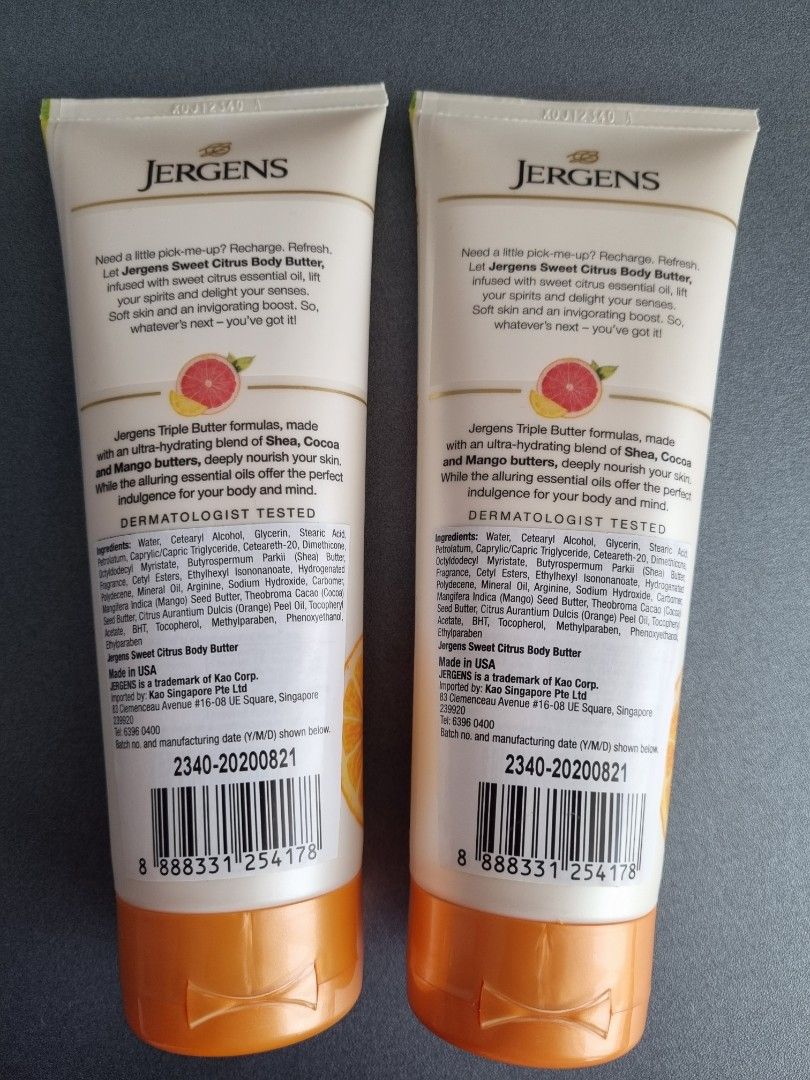 X0J12340 A
JERGENS
Need a little pick-me-up? Recharge. Refresh.
Let Jergens Sweet Citrus Body Butter,
infused with sweet citrus essential oil, lift
your spirits and delight your senses.
Soft skin and an invigorating boost. So,
whatever's next – you've got it!
Jergens Triple Butter formulas, made
with an ultra-hydrating blend of Shea, Cocoa
and Mango butters, deeply nourish your skin.
While the alluring essential oils offer the perfect
indulgence for your body and mind.
DERMATOLOGIST TESTED
Ingredients: Water, Cetearyl Alcohol, Glycerin, Stearic Acid,
Petrolatum, Caprylic/Capric Triglyceride, Ceteareth-20, Dimethicone,
Octyldodecyl Myristate, Butyrospermum Parkii (Shea) Butter,
Fragrance, Cetyl Esters, Ethylhexyl Isononanoate, Hydrogenated
Polydecene, Mineral Oil, Arginine, Sodium Hydroxide, Carbomer,
Mangifera Indica (Mango) Seed Butter, Theobroma Cacao (Cocoa)
Seed Butter, Citrus Aurantium Dulcis (Orange) Peel Oil, Tocopheryl
Acetate, BHT, Tocopherol, Methylparaben, Phenoxyethanol,
Ethylparaben
Jergens Sweet Citrus Body Butter
Made in USA
JERGENS is a trademark of Kao Corp.
Imported by: Kao Singapore Pte Ltd
83 Clemenceau Avenue #16-08 UE Square, Singapore
239920
Tel: 6396 0400
Batch no. and manufacturing date (Y/M/D) shown below.
2340-20200821
8 888331 254178
X0J12340 A
JERGENS
Need a little pick-me-up? Recharge. Refresh.
Let Jergens Sweet Citrus Body Butter,
infused with sweet citrus essential oil, lift
your spirits and delight your senses.
Soft skin and an invigorating boost. So,
whatever's next – you've got it!
Jergens Triple Butter formulas, made
with an ultra-hydrating blend of Shea, Cocoa
and Mango butters, deeply nourish your skin.
While the alluring essential oils offer the perfect
indulgence for your body and mind.
DERMATOLOGIST TESTED
Ingredients: Water, Cetearyl Alcohol, Glycerin, Stearic Acid,
Petrolatum, Caprylic/Capric Triglyceride, Ceteareth-20, Dimethicone,
Octyldodecyl Myristate, Butyrospermum Parkii (Shea) Butter,
Fragrance, Cetyl Esters, Ethylhexyl Isononanoate, Hydrogenated
Polydecene, Mineral Oil, Arginine, Sodium Hydroxide, Carbomer,
Mangifera Indica (Mango) Seed Butter, Theobroma Cacao (Cocoa)
Seed Butter, Citrus Aurantium Dulcis (Orange) Peel Oil, Tocopheryl
Acetate, BHT, Tocopherol, Methylparaben, Phenoxyethanol,
Ethylparaben
Jergens Sweet Citrus Body Butter
Made in USA
JERGENS is a trademark of Kao Corp.
Imported by: Kao Singapore Pte Ltd
83 Clemenceau Avenue #16-08 UE Square, Singapore
239920
Tel: 6396 0400
Batch no. and manufacturing date (Y/M/D) shown below.
2340-20200821
8 888331 254178